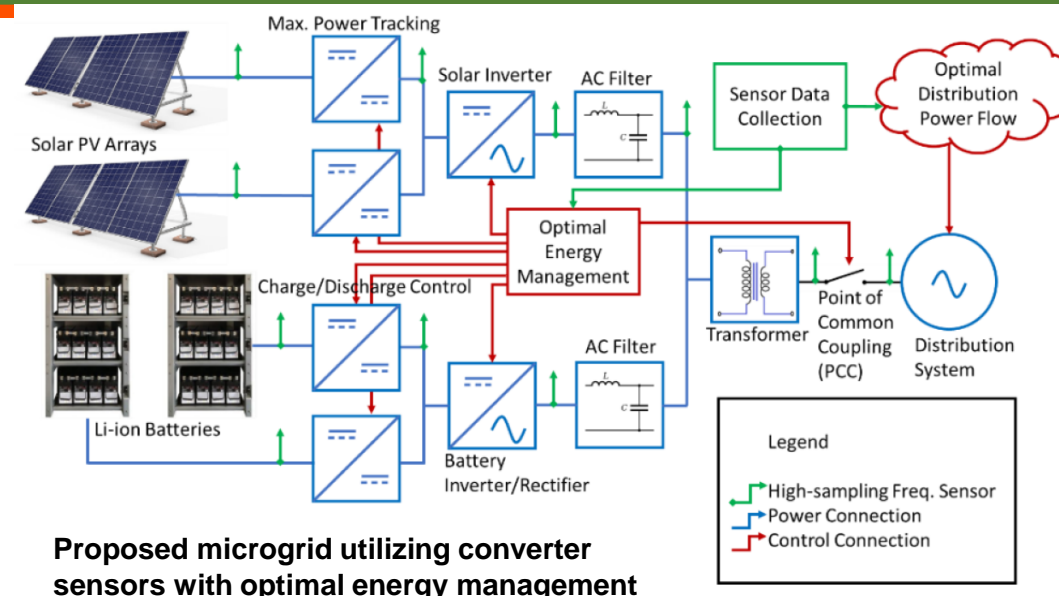 Max. Power Tracking
Solar Inverter
AC Filter
L
C
Sensor Data
Collection
Optimal
Distribution
Power Flow
Solar PV Arrays
Optimal
Energy
Management
Charge/Discharge Control
Transformer
Point of
Common
Coupling
(PCC)
Distribution
System
AC Filter
L
C
Li-ion Batteries
Battery
Inverter/Rectifier
Legend
High-sampling Freq. Sensor
Power Connection
Control Connection
Proposed microgrid utilizing converter
sensors with optimal energy management